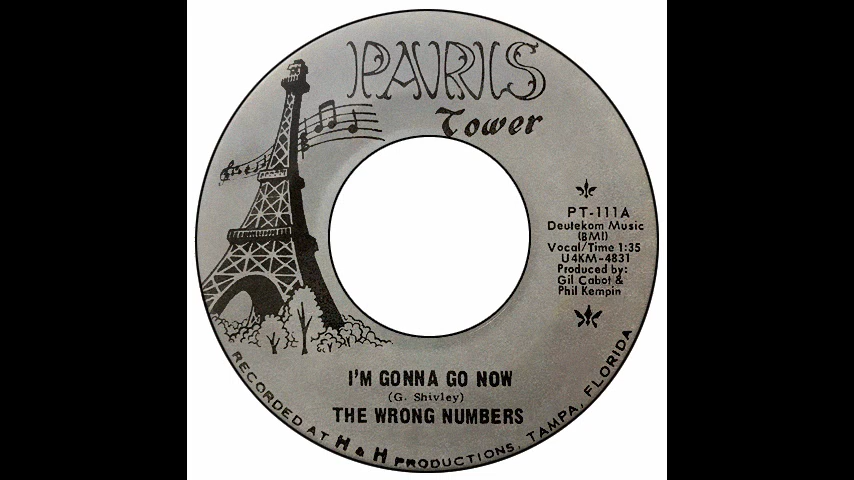 PARIS
Tower
PT-111A
Deutekom Music
(BMI)
Vocal/Time 1:35
U4KM-4831
Produced by:
Gil Cabot &
Phil Kempin
I'M GONNA GO NOW
(G. Shivley)
THE WRONG NUMBERS
RECORDED AT H & H PRODUCTIONS, TAMPA, FLORIDA